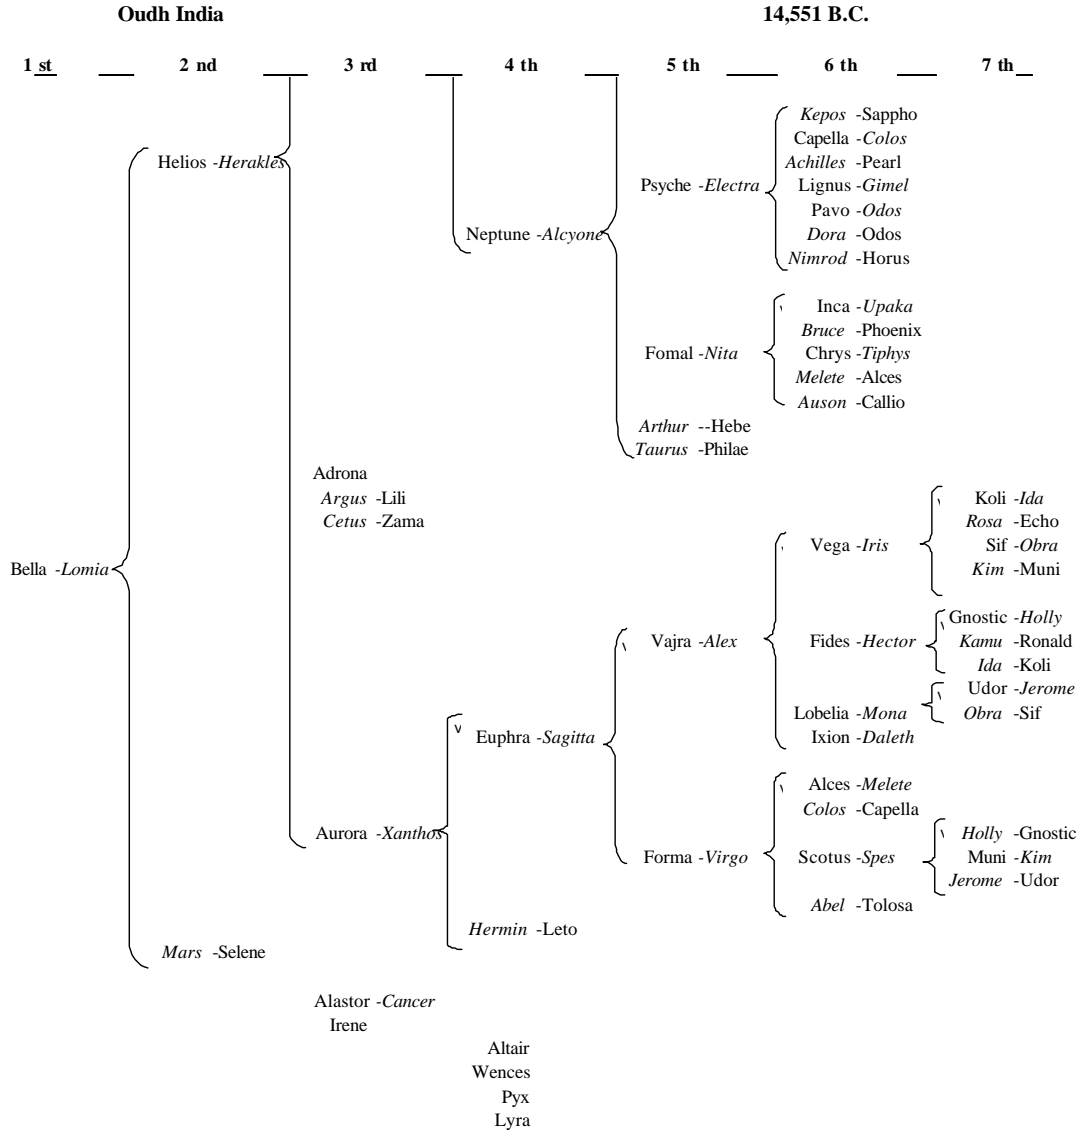 Oudh India 14,551 B.C.
1 st 2 nd 3 rd 4 th 5 th 6 th 7 th
Kepos -Sappho
Capella -Colos
Helios -Herakles Achilles -Pearl
Psyche -Electra Lignus -Gimel
Pavo -Odos
Neptune -Alcyone Dora -Odos
Nimrod -Horus
Inca -Upaka
Bruce -Phoenix
Fomal -Nita Chrys -Tiphys
Melete -Alces
Auson -Callio
Arthur --Hebe
Taurus -Philae
Adrona
Argus -Lili Koli -Ida
Cetus -Zama Rosa -Echo
Vega -Iris Sif -Obra
Bella -Lomia Kim -Muni
Gnostic -Holly
Vajra -Alex Fides -Hector Kamu -Ronald
Ida -Koli
Udor -Jerome
Lobelia -Mona Obra -Sif
Euphra -Sagitta Ixion -Daleth
Alces -Melete
Colos -Capella
Aurora -Xanthos Holly -Gnostic
Forma -Virgo Scotus -Spes Muni -Kim
Jerome -Udor
Abel -Tolosa
Hermin -Leto
Mars -Selene
Alastor -Cancer
Irene
Altair
Wences
Pyx
Lyra